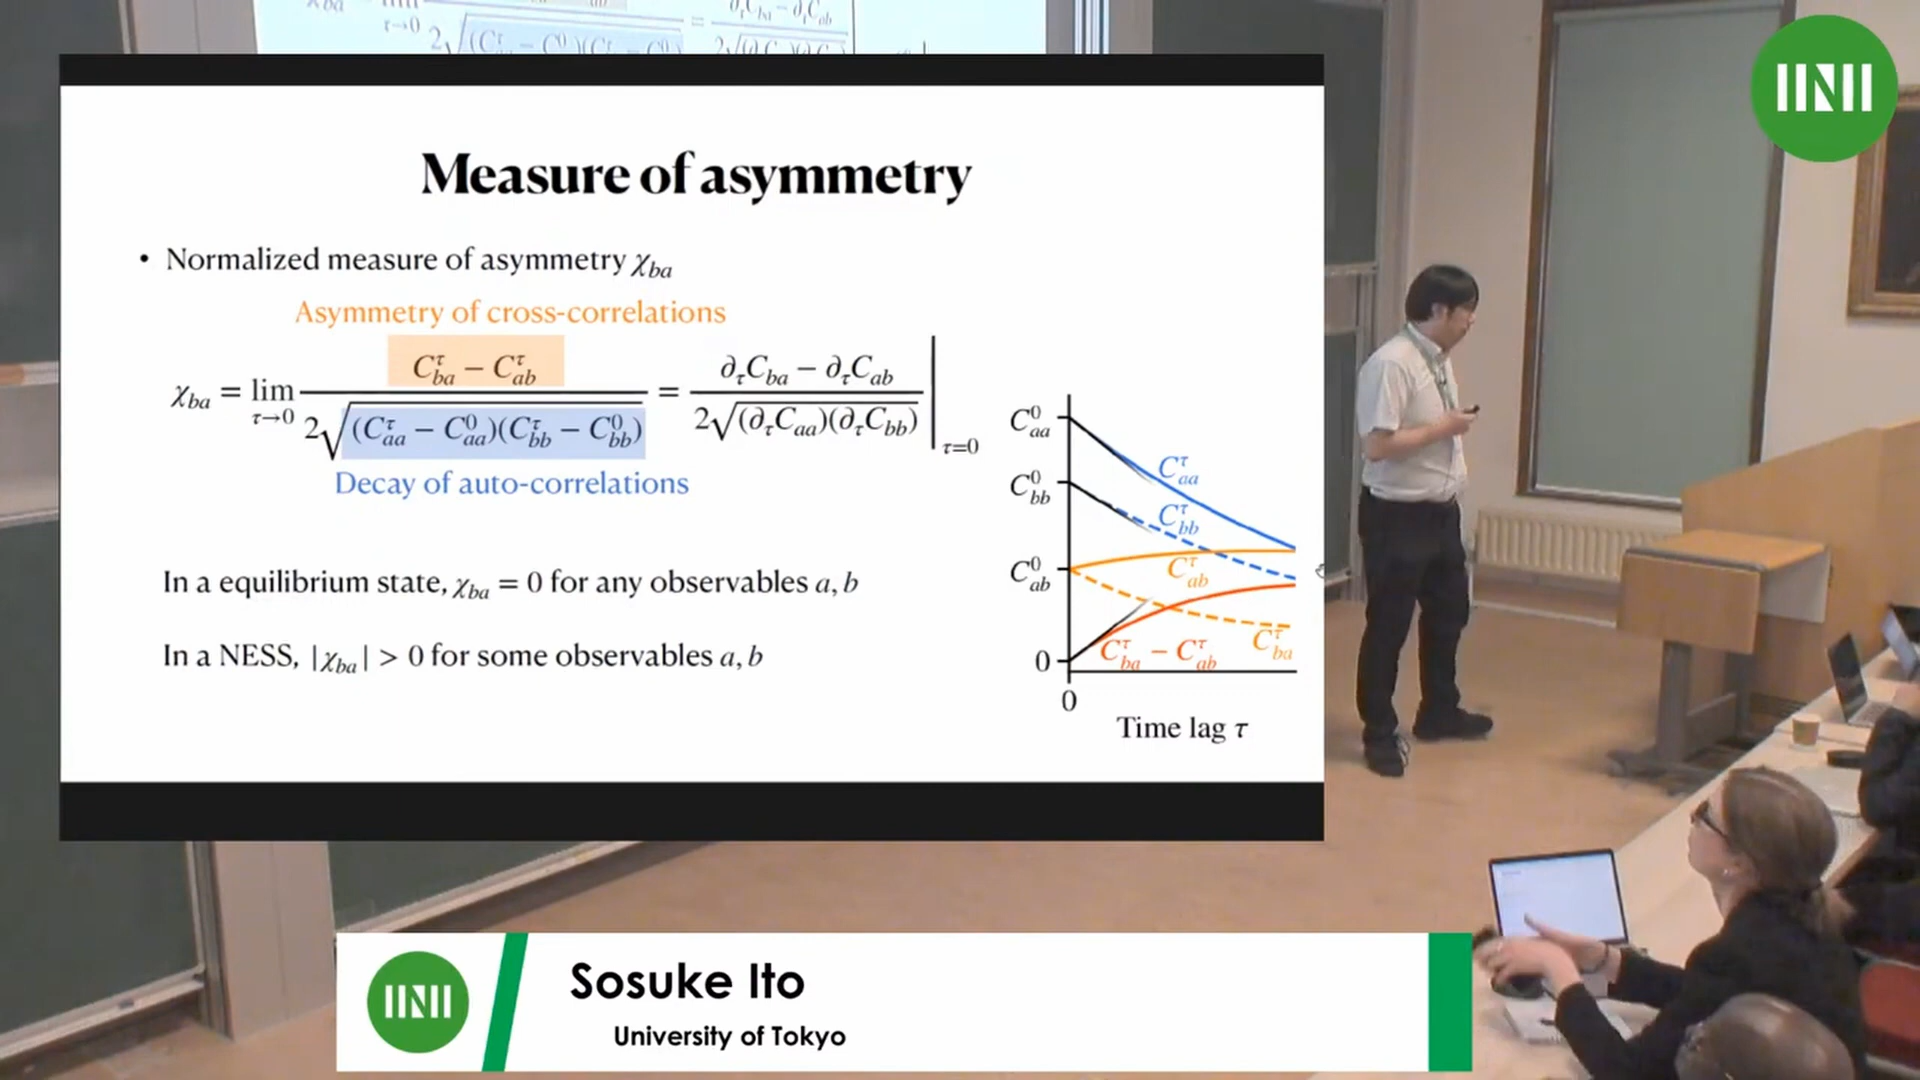 Measure of asymmetry
• Normalized measure of asymmetry χ_ba
Asymmetry of cross-correlations
χ_ba = lim_{τ→0} (C^τ_ba − C^τ_ab) / (2√((C^τ_aa − C^0_aa)(C^τ_bb − C^0_bb))) = (∂_τC_ba − ∂_τC_ab) / (2√((∂_τC_aa)(∂_τC_bb))) |_{τ=0}
Decay of auto-correlations
In a equilibrium state, χ_ba = 0 for any observables a, b
In a NESS, |χ_ba| > 0 for some observables a, b
C^0_aa
C^τ_aa
C^0_bb
C^τ_bb
C^0_ab
C^τ_ab
C^τ_ba
C^τ_ba − C^τ_ab
0
0
Time lag τ
Sosuke Ito
University of Tokyo